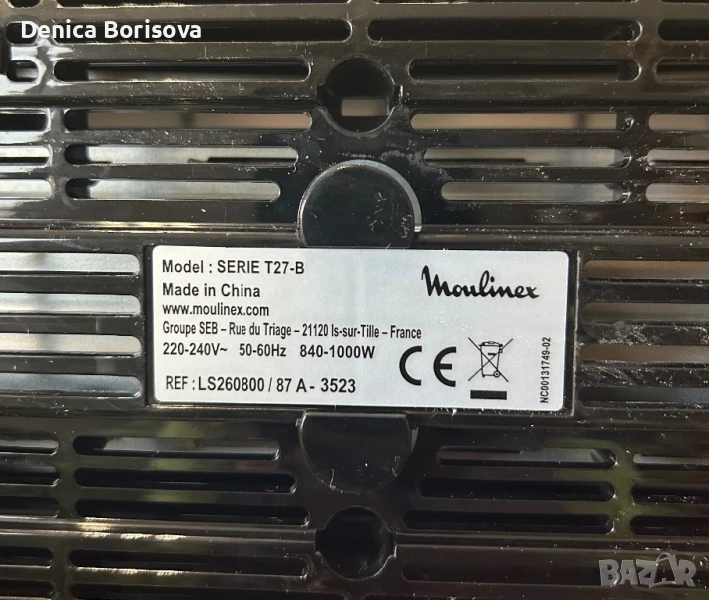 Denica Borisova
Model : SERIE T27-B
Made in China
www.moulinex.com
Groupe SEB – Rue du Triage – 21120 Is-sur-Tille – France
220-240V~ 50-60Hz 840-1000W
REF : LS260800 / 87 A - 3523
Moulinex
CE
NC00131749-02
BAZAR